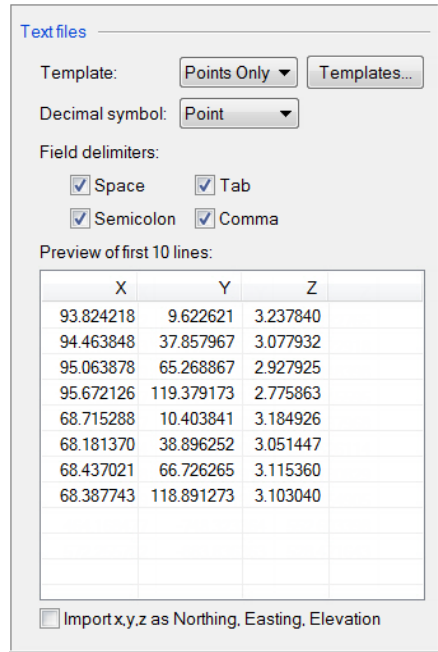 Text files
Template: Points Only Templates...
Decimal symbol: Point
Field delimiters:
Space Tab
Semicolon Comma
Preview of first 10 lines:
X Y Z
93.824218 9.622621 3.237840
94.463848 37.857967 3.077932
95.063878 65.268867 2.927925
95.672126 119.379173 2.775863
68.715288 10.403841 3.184926
68.181370 38.896252 3.051447
68.437021 66.726265 3.115360
68.387743 118.891273 3.103040
Import x,y,z as Northing, Easting, Elevation